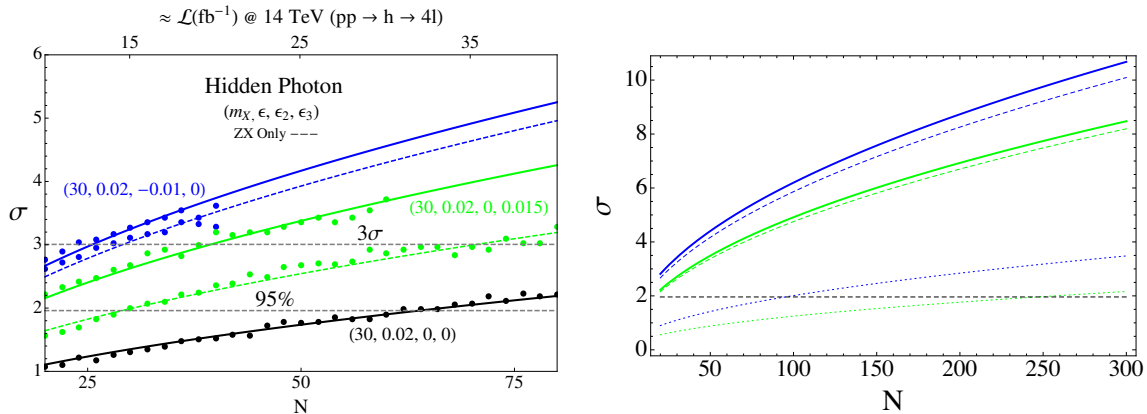 ≈ ℒ(fb⁻¹) @ 14 TeV (pp → h → 4l)
15 25 35
6
5
4
3
2
1
σ
Hidden Photon
(m_X, ϵ, ϵ₂, ϵ₃)
ZX Only ---
(30, 0.02, −0.01, 0)
(30, 0.02, 0, 0.015)
3σ
95%
(30, 0.02, 0, 0)
25 50 75
N
10
8
6
4
2
0
σ
50 100 150 200 250 300
N